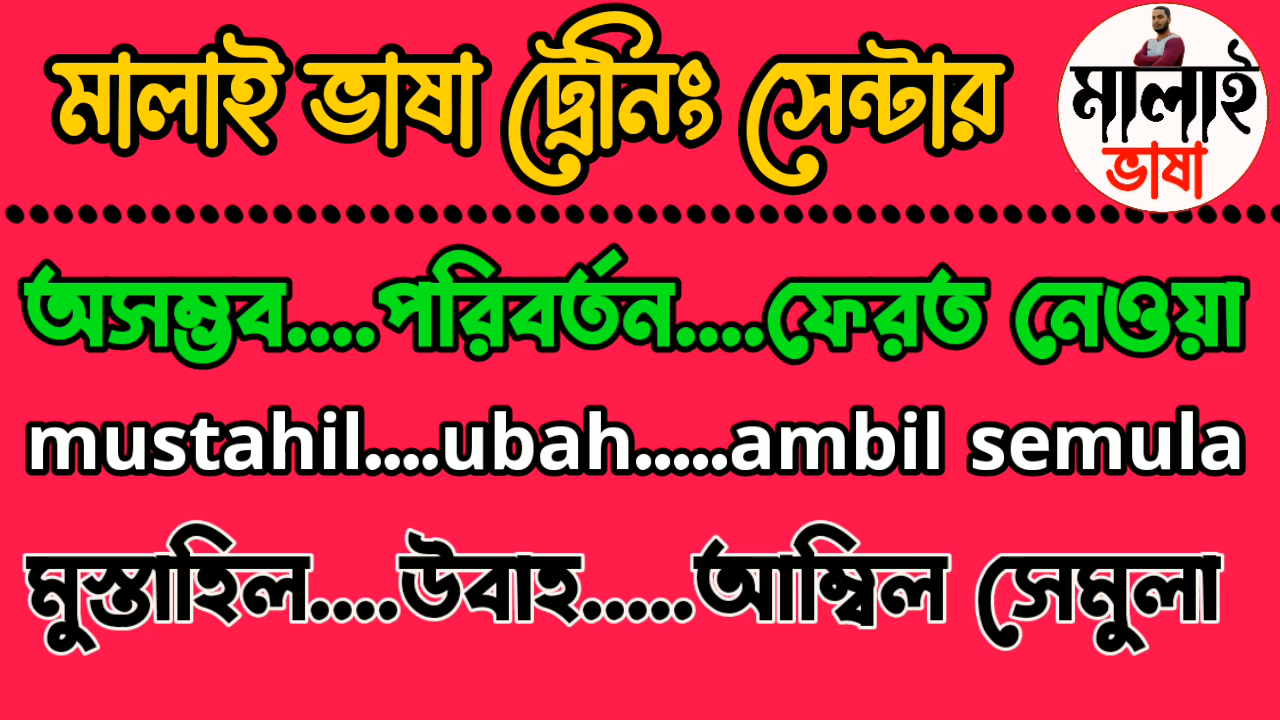 মালাই ভাষা ট্রেনিং সেন্টার
মালাই
ভাষা
অসম্ভব....পরিবর্তন....ফেরত নেওয়া
mustahil....ubah.....ambil semula
মুস্তাহিল....উবাহ.....আম্বিল সেমুলা